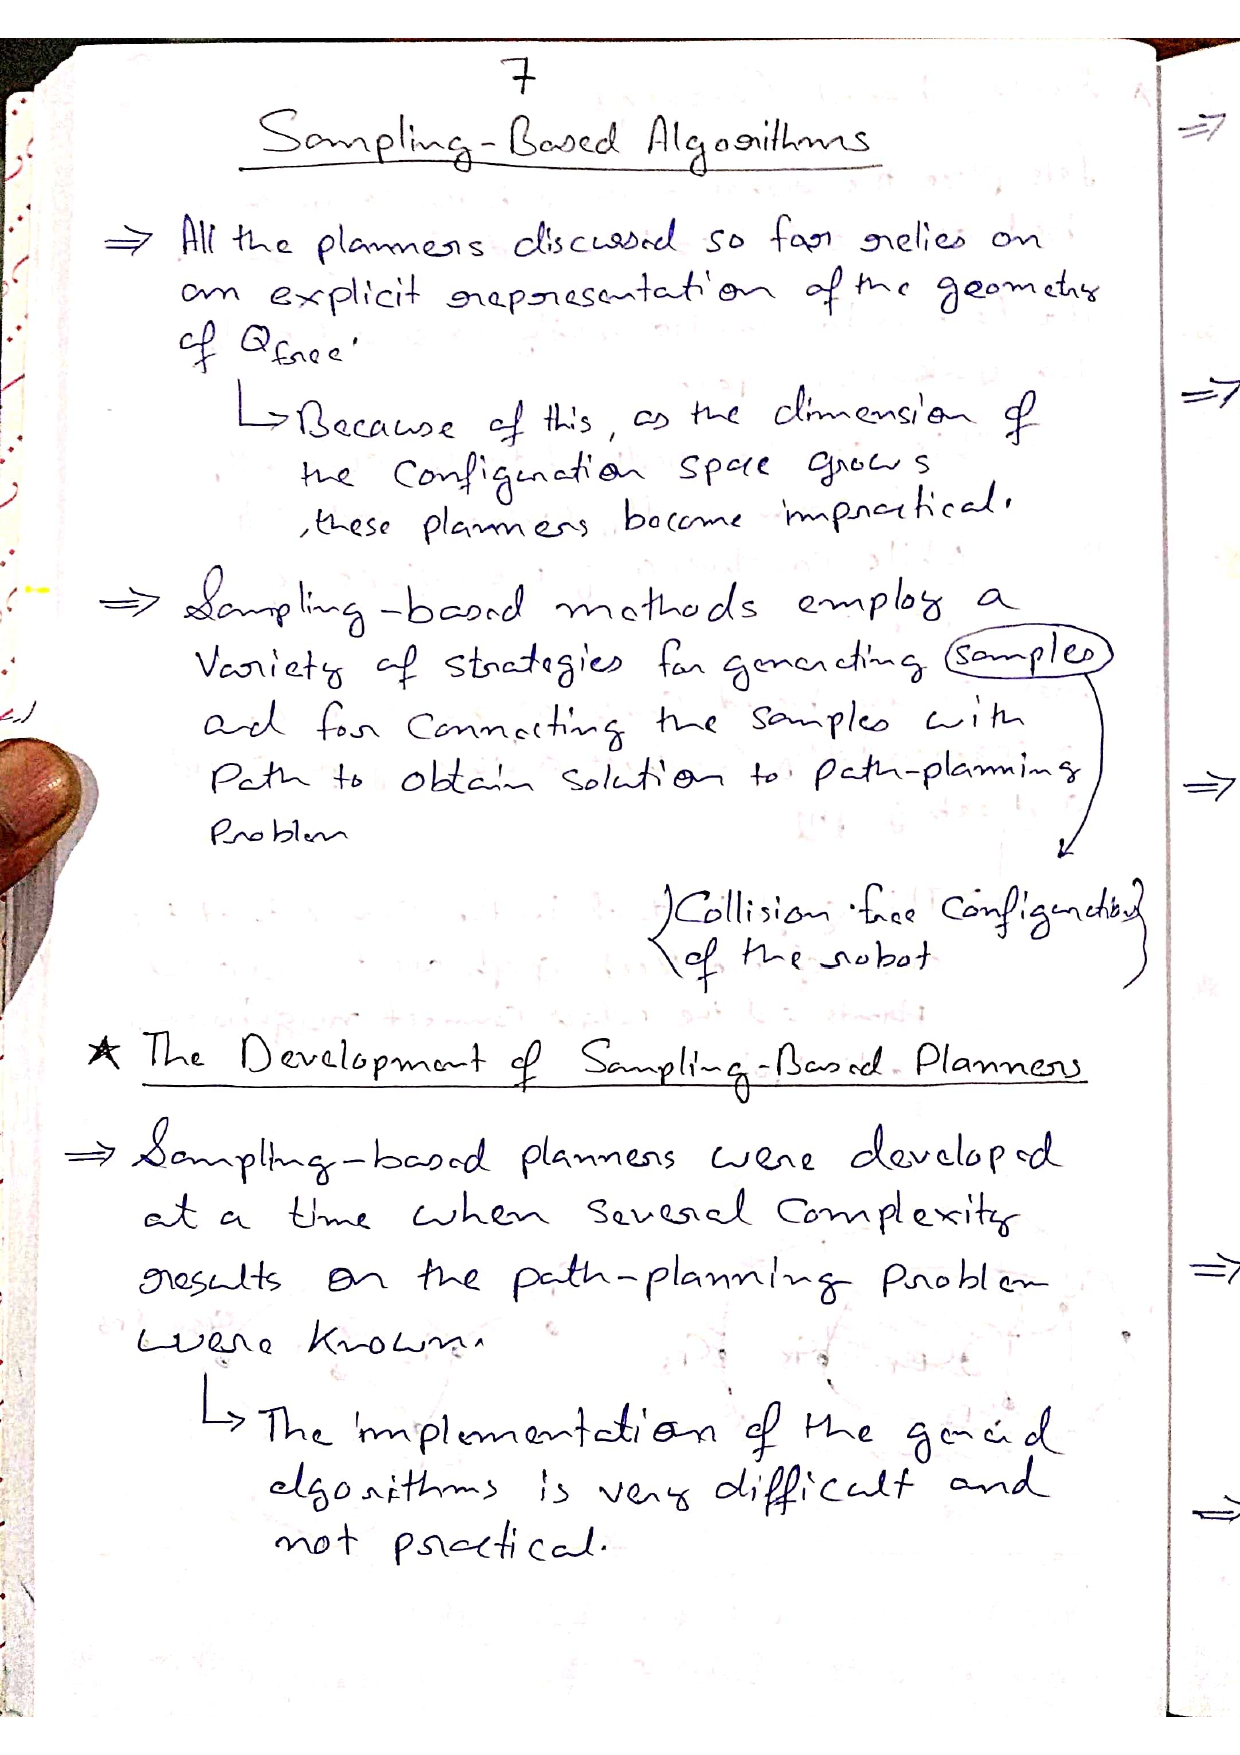 7
Sampling-Based Algorithms
⇒ All the planners discussed so far relies on
an explicit representation of the geometry
of Qfree.
↳ Because of this, as the dimension of
the Configuration space grows
, these planners become impractical.
⇒ Sampling-based methods employ a
Variety of strategies for generating samples
and for connecting the samples with
Path to obtain solution to path-planning
Problem
{Collision free Configurations
of the robot}
★ The Development of Sampling-Based Planners
⇒ Sampling-based planners were developed
at a time when several complexity
results on the path-planning Problem
were known.
↳ The implementation of the
algorithms is very difficult and
not practical.
⇒
⇒
⇒
⇒
⇒